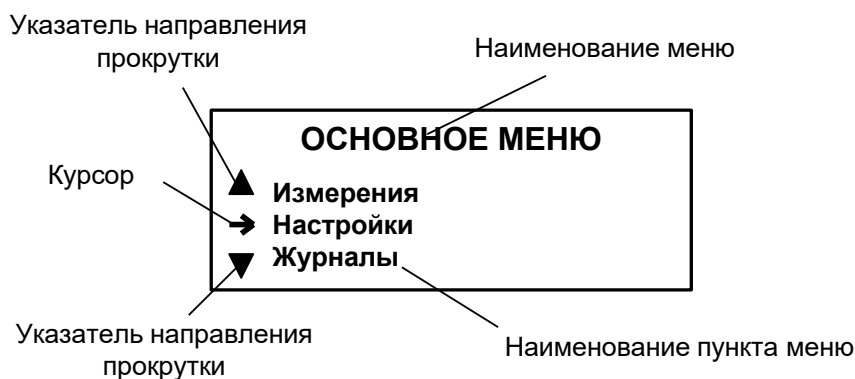 Указатель направления
прокрутки
Наименование меню
ОСНОВНОЕ МЕНЮ
Курсор
Измерения
Настройки
Журналы
Указатель направления
прокрутки
Наименование пункта меню